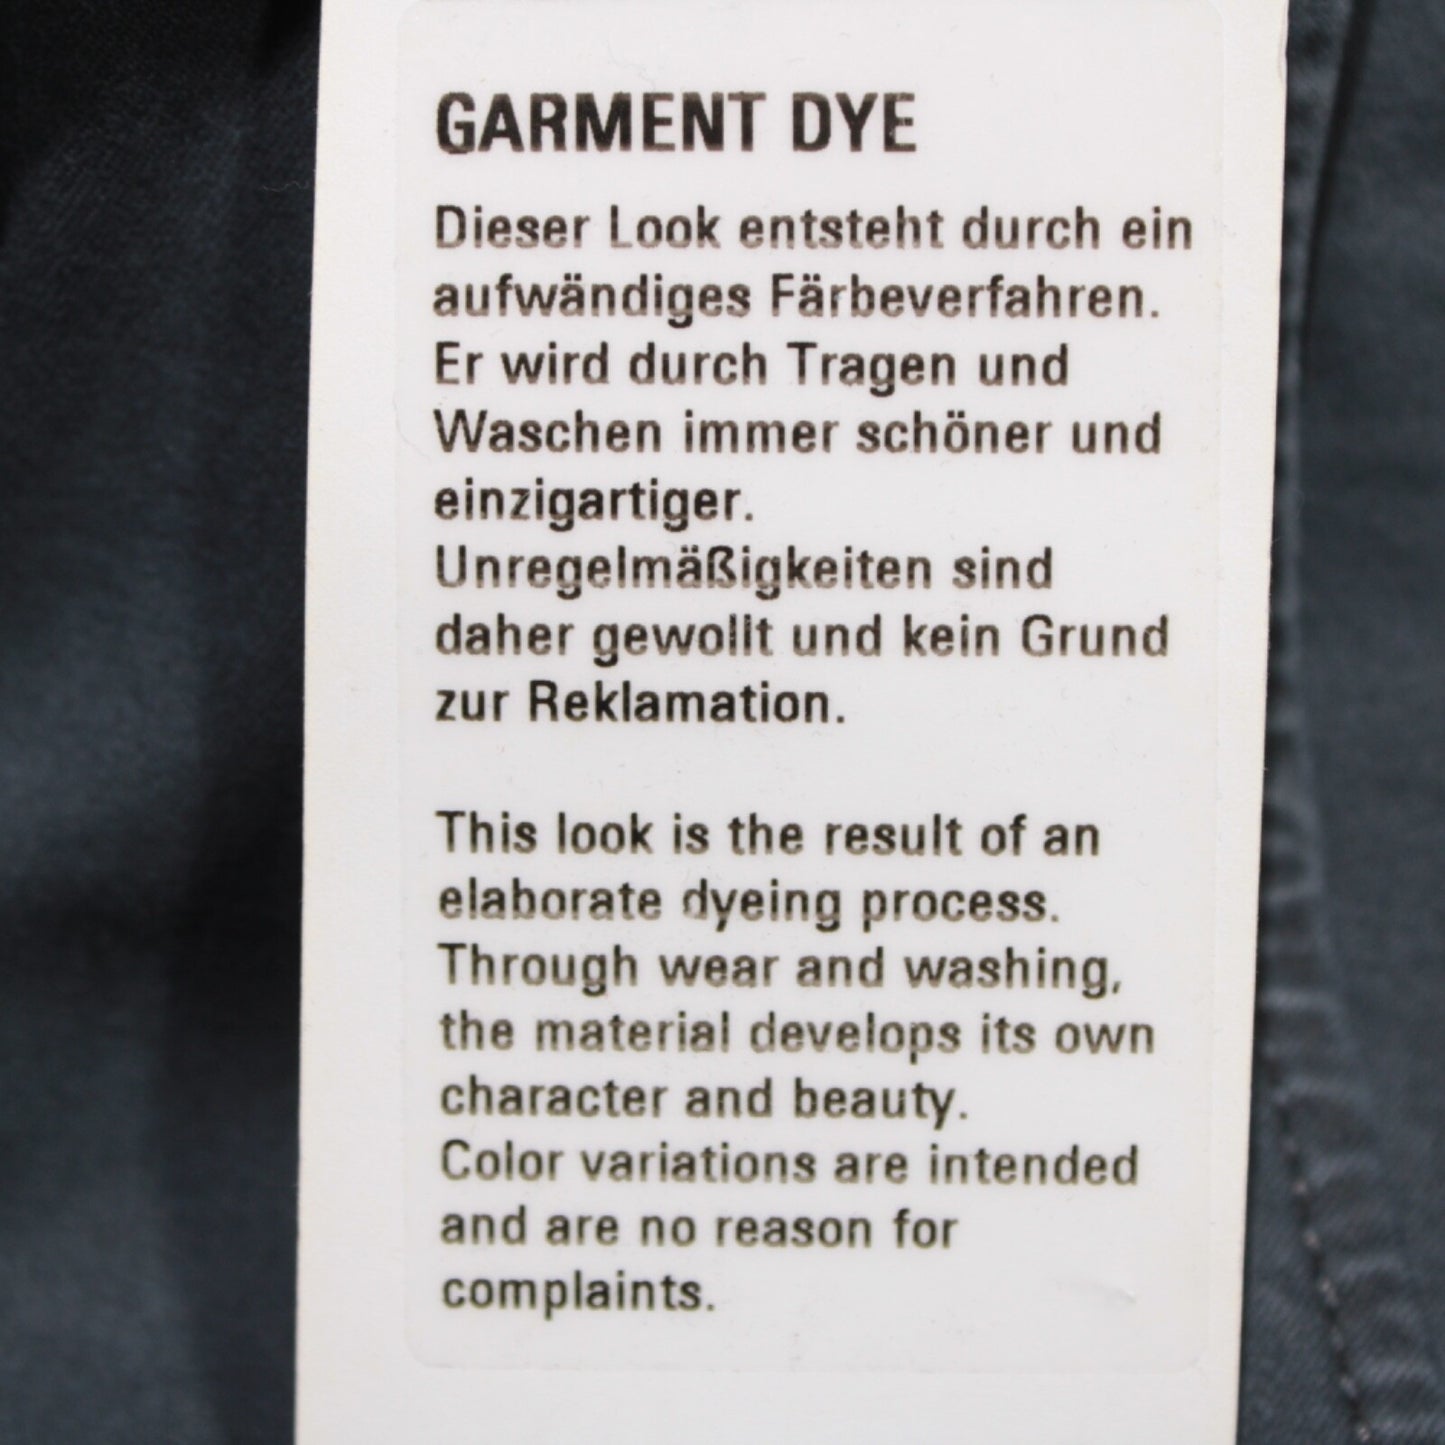 GARMENT DYE
Dieser Look entsteht durch ein
aufwändiges Färbeverfahren.
Er wird durch Tragen und
Waschen immer schöner und
einzigartiger.
Unregelmäßigkeiten sind
daher gewollt und kein Grund
zur Reklamation.
This look is the result of an
elaborate dyeing process.
Through wear and washing,
the material develops its own
character and beauty.
Color variations are intended
and are no reason for
complaints.